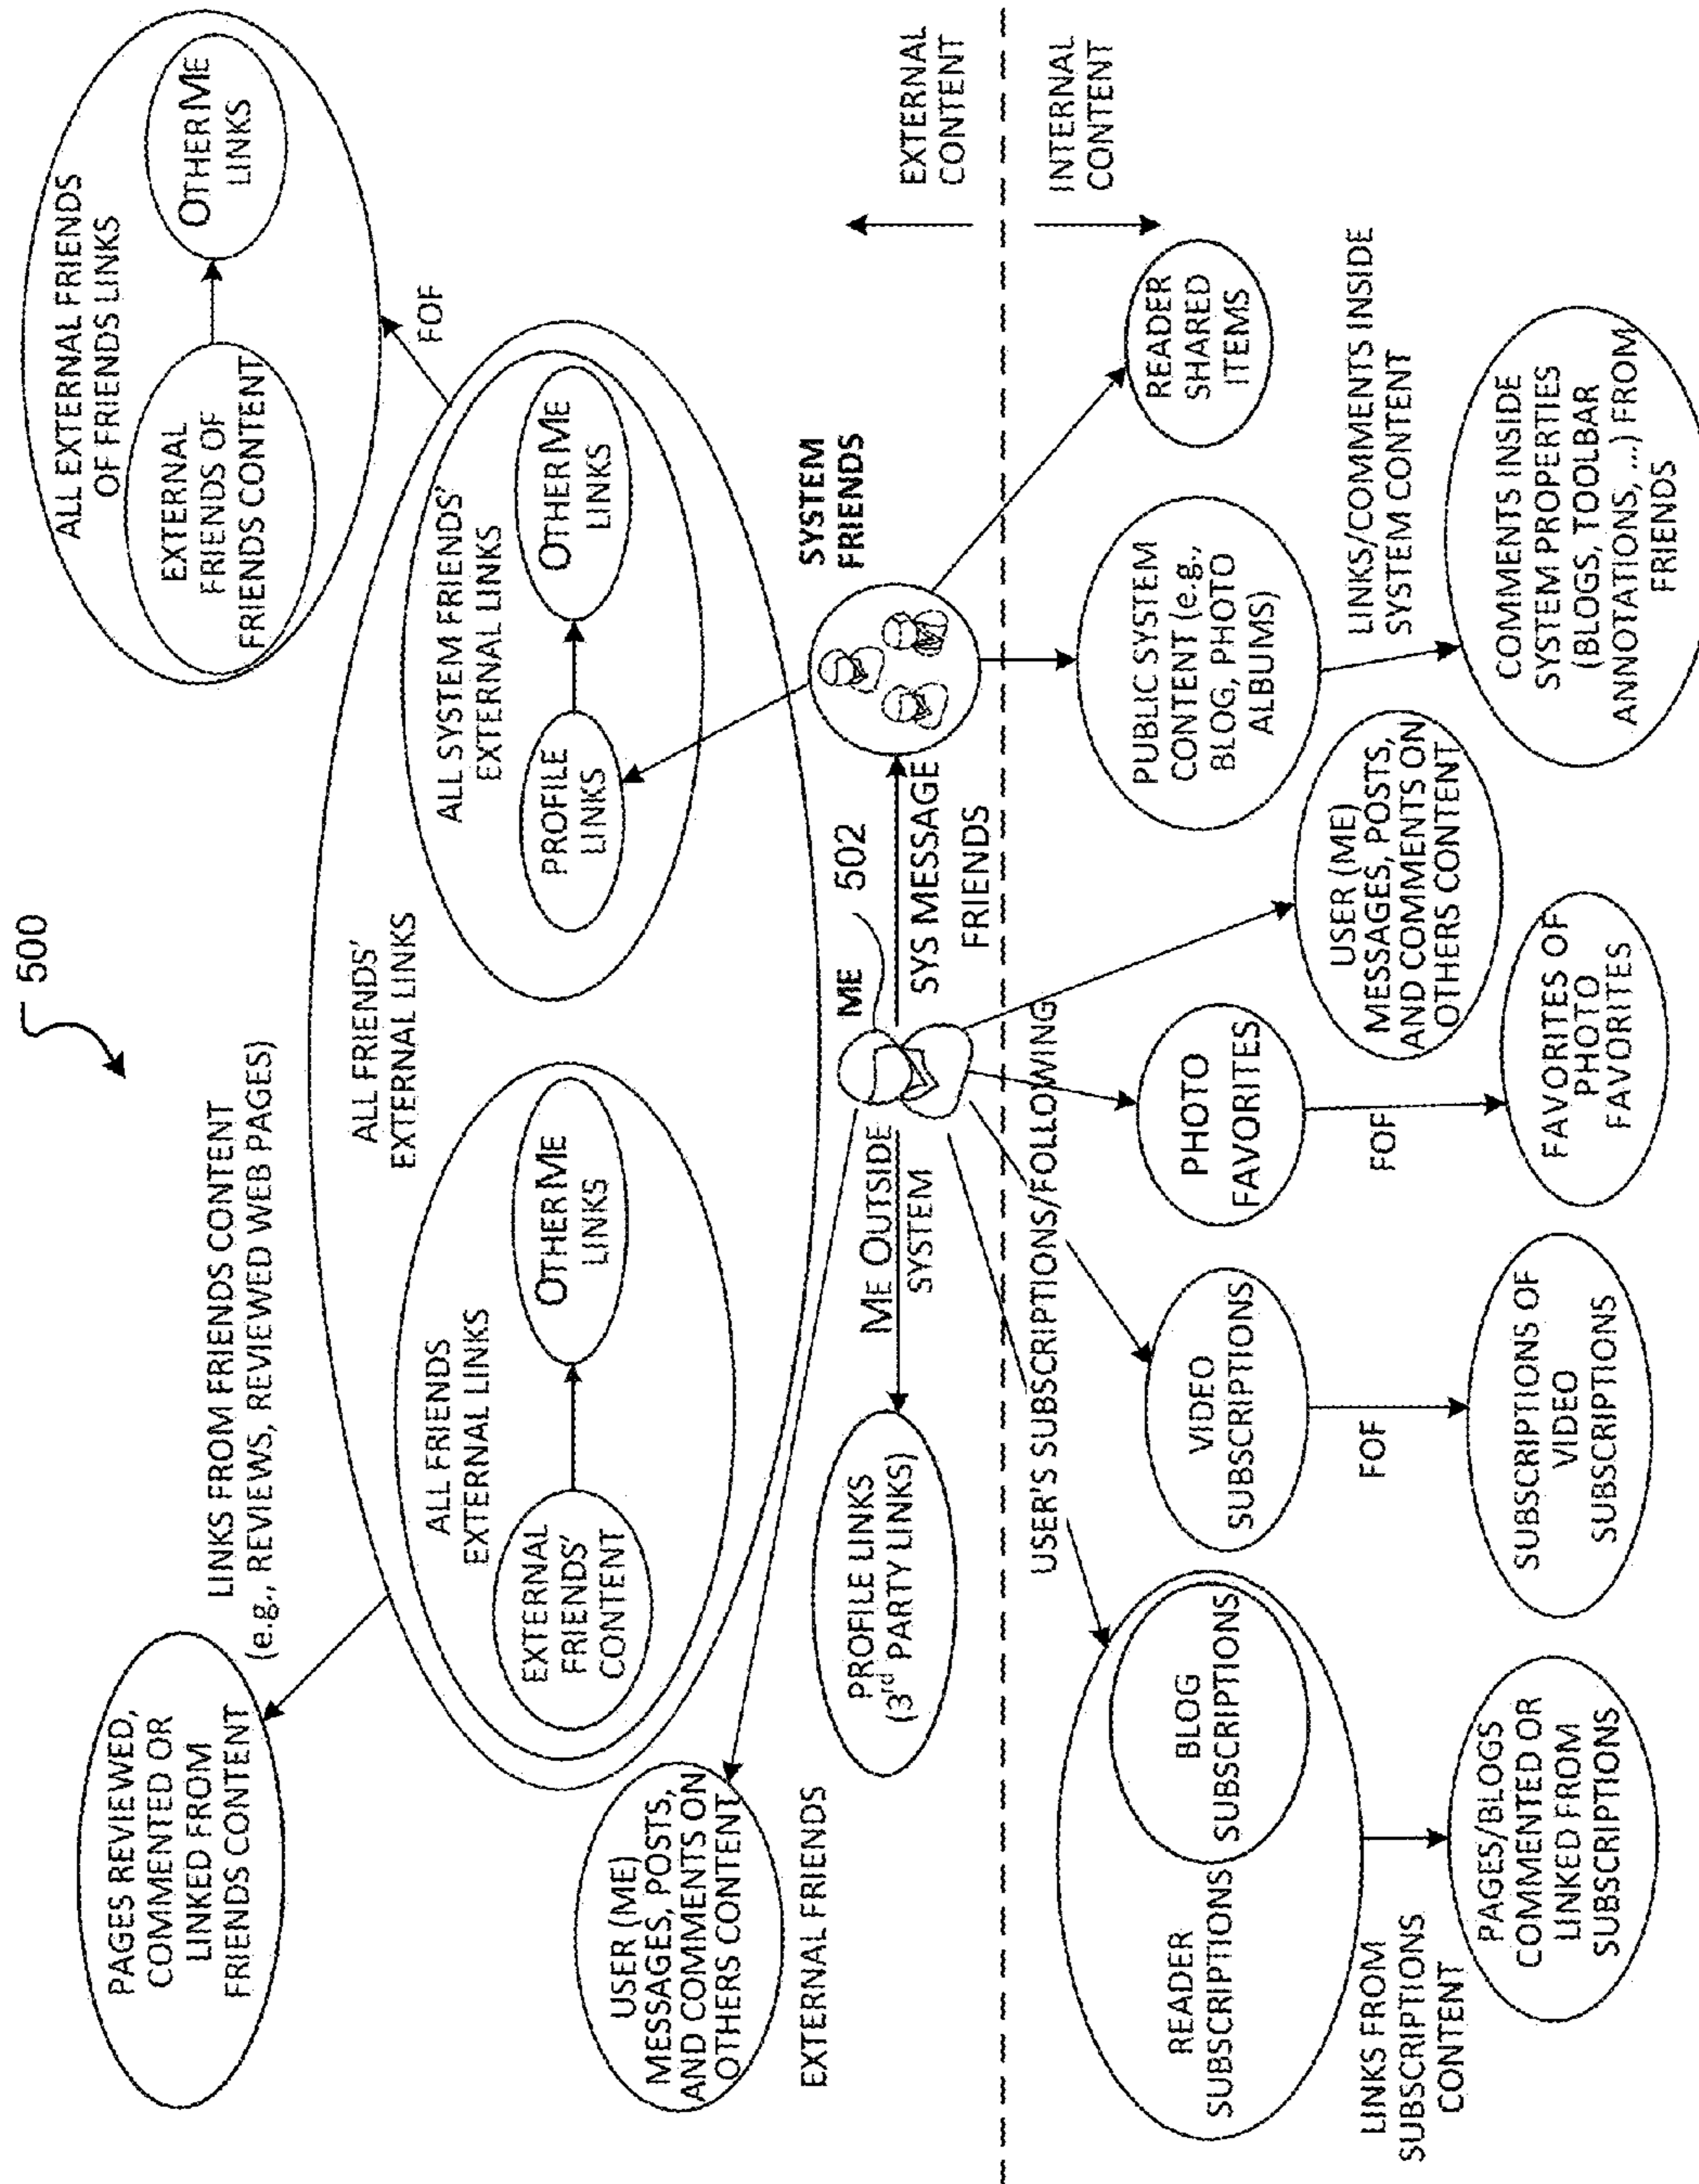 500
PAGES REVIEWED,
COMMENTED OR
LINKED FROM
FRIENDS CONTENT
LINKS FROM FRIENDS CONTENT
(e.g., REVIEWS, REVIEWED WEB PAGES)
ALL EXTERNAL FRIENDS
OF FRIENDS LINKS
EXTERNAL
FRIENDS OF
FRIENDS CONTENT
OTHER ME
LINKS
FOF
ALL FRIENDS'
EXTERNAL LINKS
ALL FRIENDS
EXTERNAL LINKS
EXTERNAL
FRIENDS'
CONTENT
OTHER ME
LINKS
ALL SYSTEM FRIENDS'
EXTERNAL LINKS
PROFILE
LINKS
OTHER ME
LINKS
USER (ME)
MESSAGES, POSTS,
AND COMMENTS ON
OTHERS CONTENT
EXTERNAL FRIENDS
PROFILE LINKS
(3rd PARTY LINKS)
ME OUTSIDE
SYSTEM
ME
502
SYS MESSAGE
FRIENDS
SYSTEM
FRIENDS
EXTERNAL
CONTENT
INTERNAL
CONTENT
USER'S SUBSCRIPTIONS/FOLLOWING
READER
SUBSCRIPTIONS
BLOG
SUBSCRIPTIONS
VIDEO
SUBSCRIPTIONS
PHOTO
FAVORITES
PUBLIC SYSTEM
CONTENT (e.g.,
BLOG, PHOTO
ALBUMS)
READER
SHARED
ITEMS
USER (ME)
MESSAGES, POSTS,
AND COMMENTS ON
OTHERS CONTENT
LINKS FROM
SUBSCRIPTIONS
CONTENT
FOF
FOF
LINKS/COMMENTS INSIDE
SYSTEM CONTENT
PAGES/BLOGS
COMMENTED OR
LINKED FROM
SUBSCRIPTIONS
SUBSCRIPTIONS OF
VIDEO
SUBSCRIPTIONS
FAVORITES OF
PHOTO
FAVORITES
COMMENTS INSIDE
SYSTEM PROPERTIES
(BLOGS, TOOLBAR
ANNOTATIONS, ...) FROM
FRIENDS